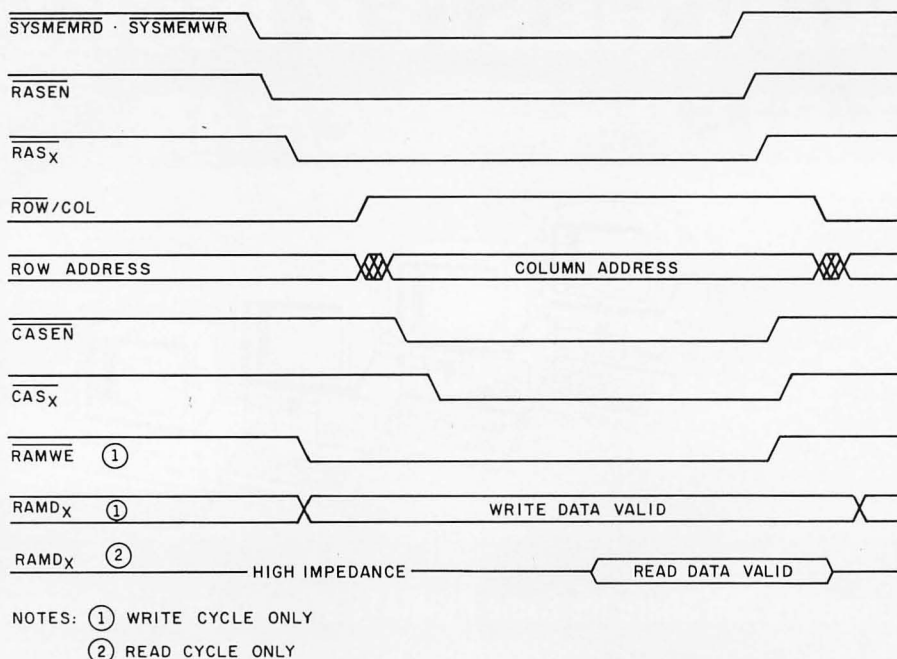 SYSMEMRD · SYSMEMWR
RASEN
RASX
ROW/COL
ROW ADDRESS COLUMN ADDRESS
CASEN
CASX
RAMWE ①
RAMDX ① WRITE DATA VALID
RAMDX ② HIGH IMPEDANCE READ DATA VALID
NOTES: ① WRITE CYCLE ONLY
② READ CYCLE ONLY